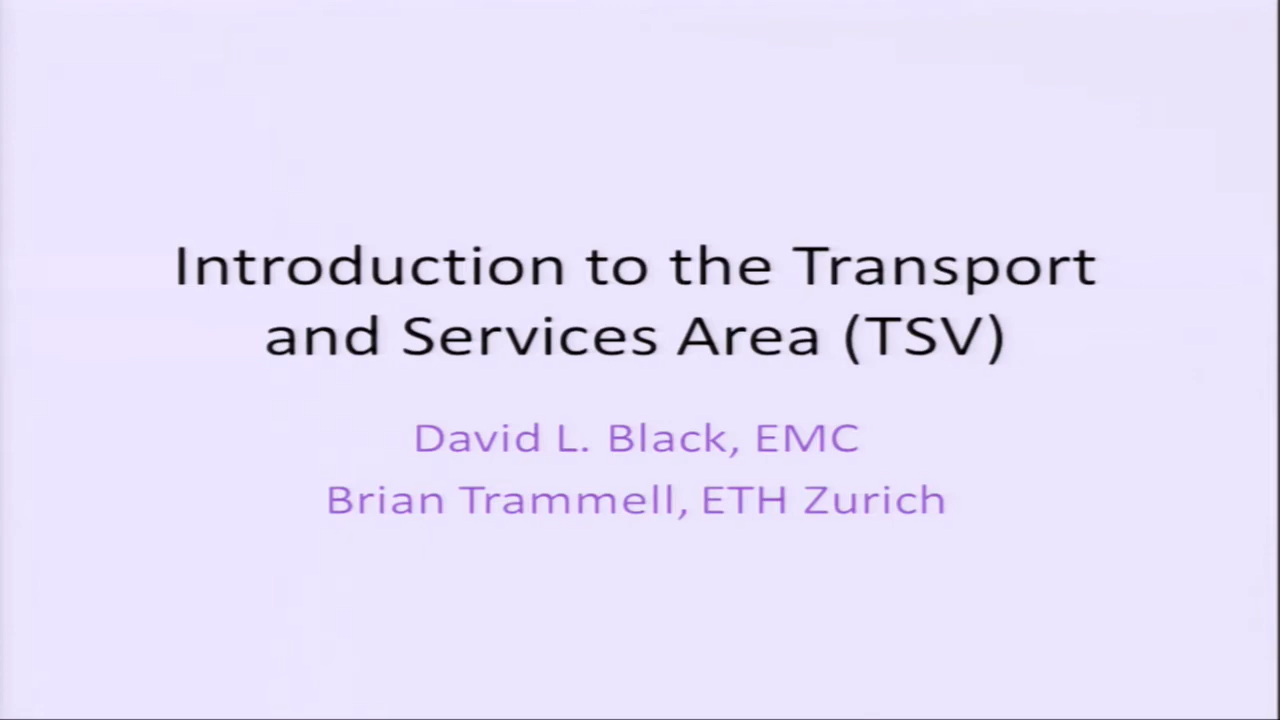 Introduction to the Transport
and Services Area (TSV)
David L. Black, EMC
Brian Trammell, ETH Zurich